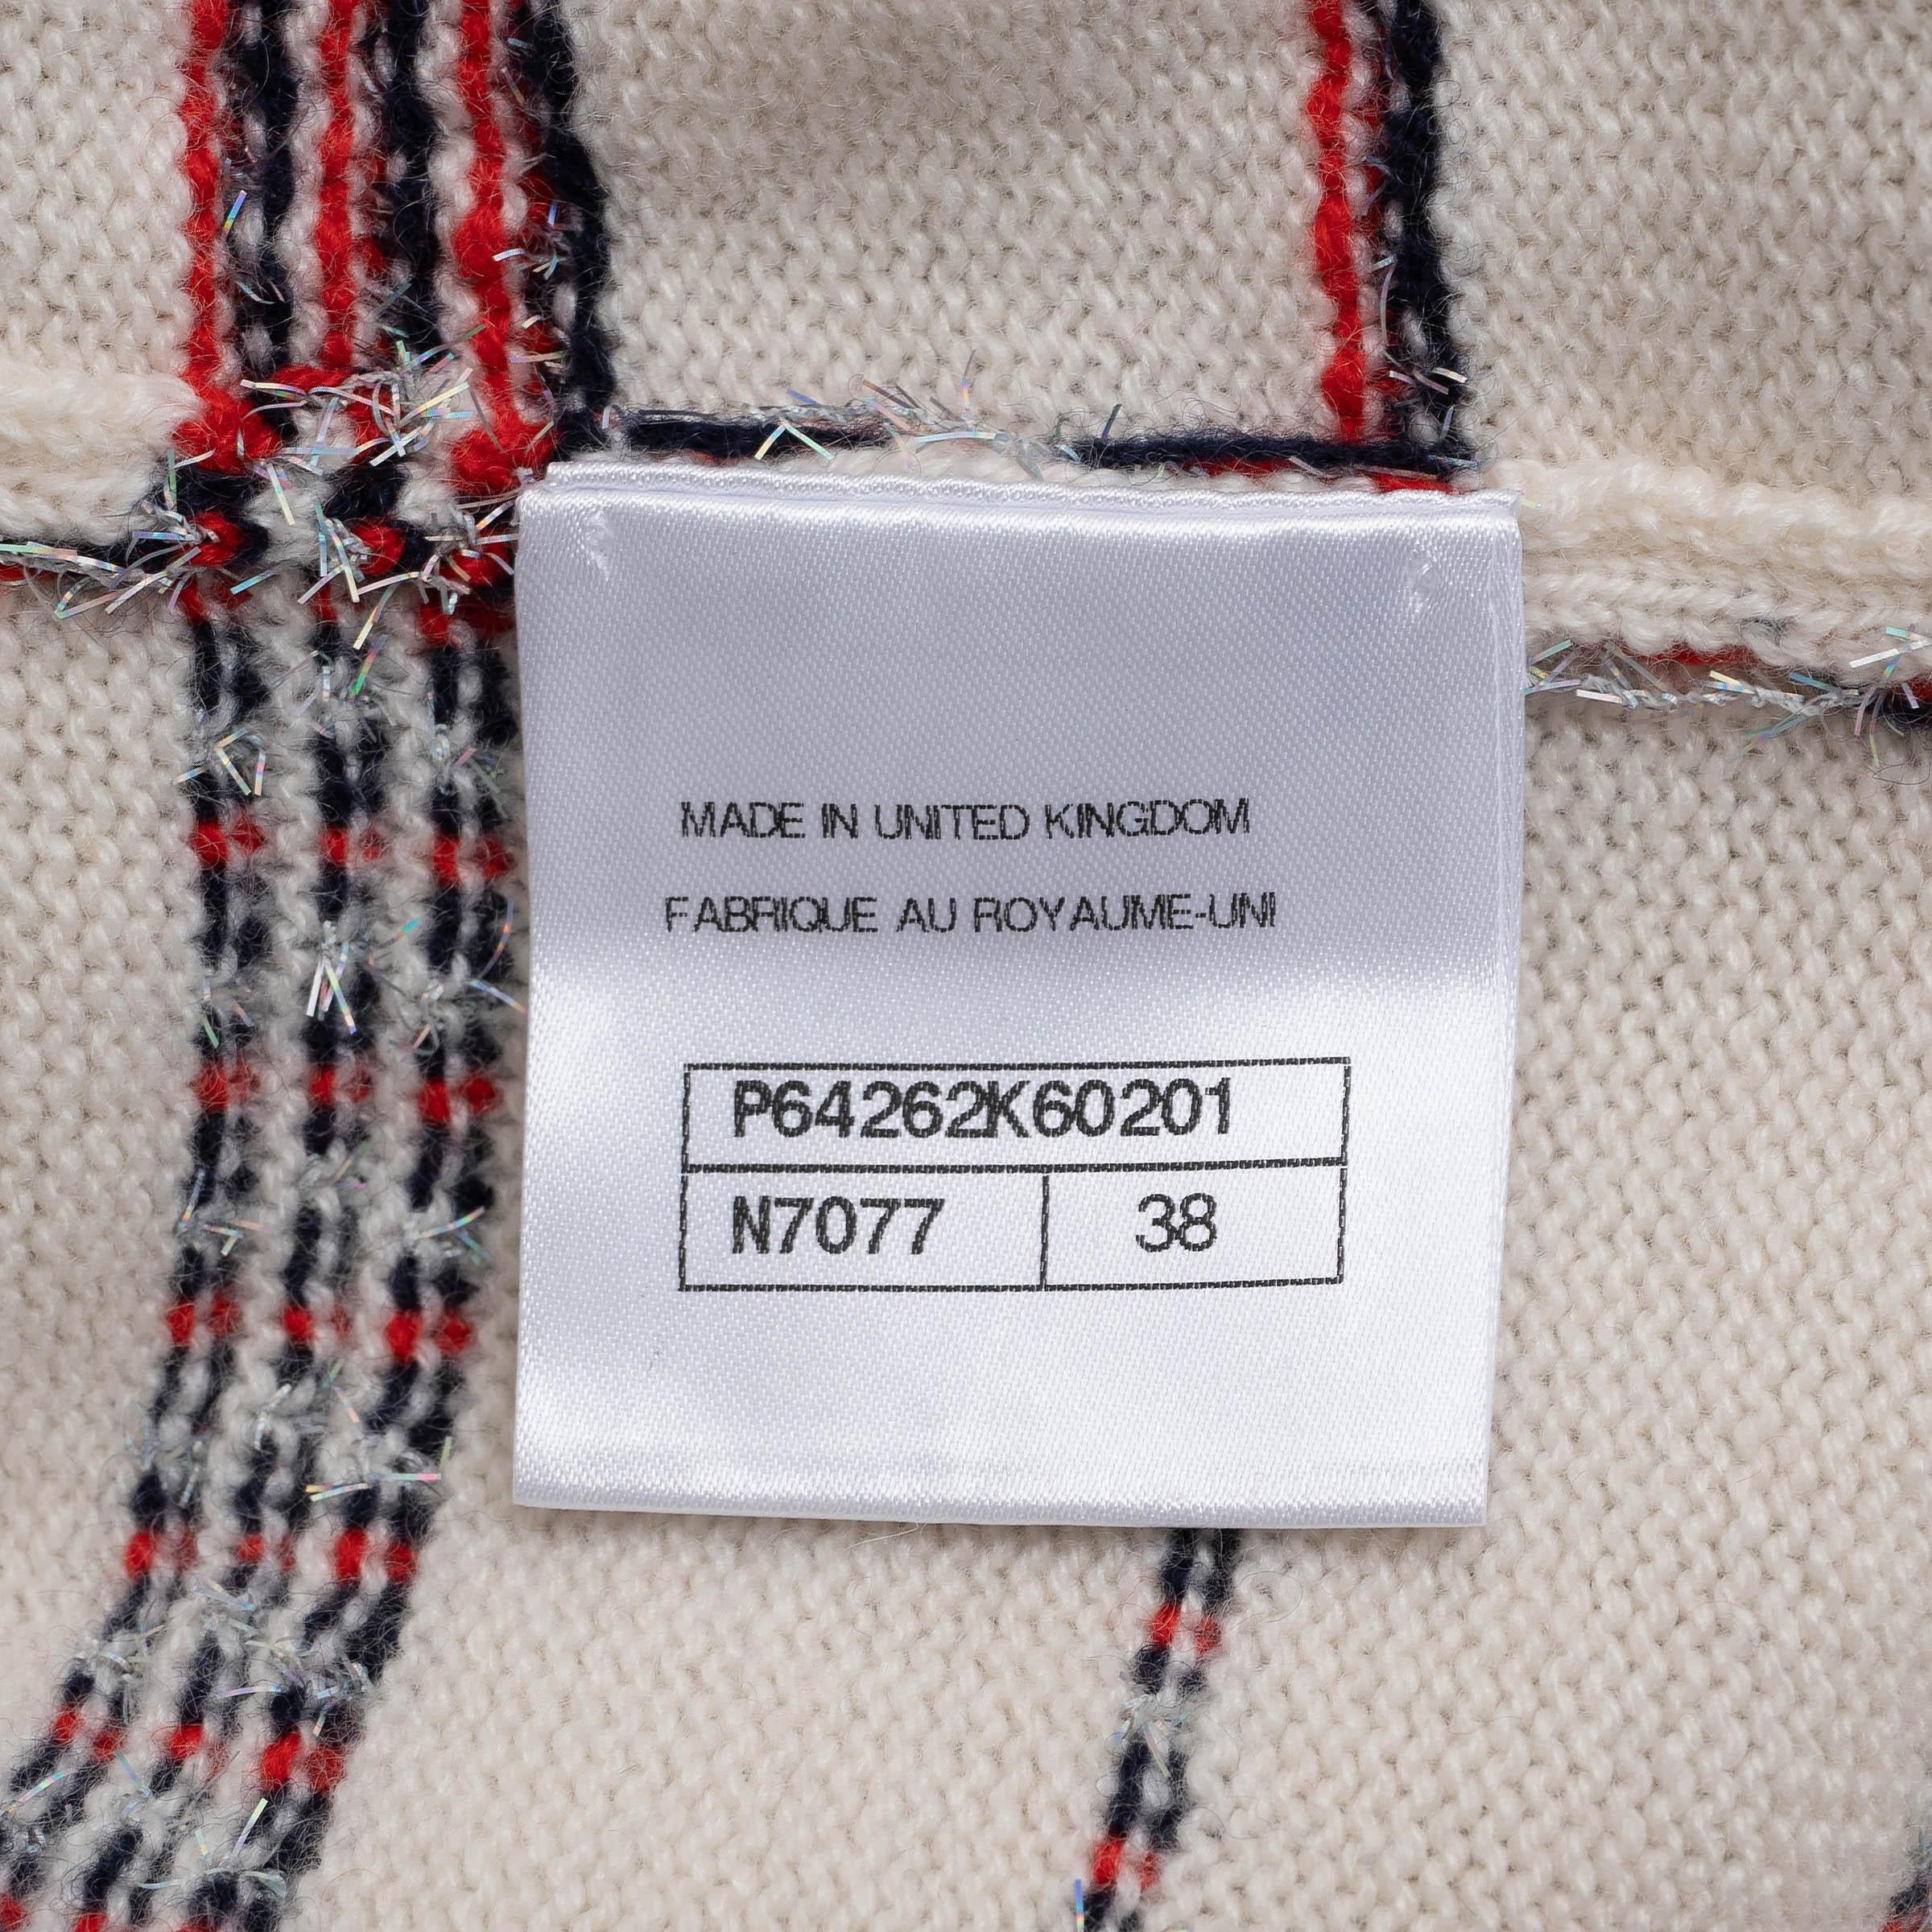 MADE IN UNITED KINGDOM
FABRIQUE AU ROYAUME-UNI
P64262K60201
N7077 38